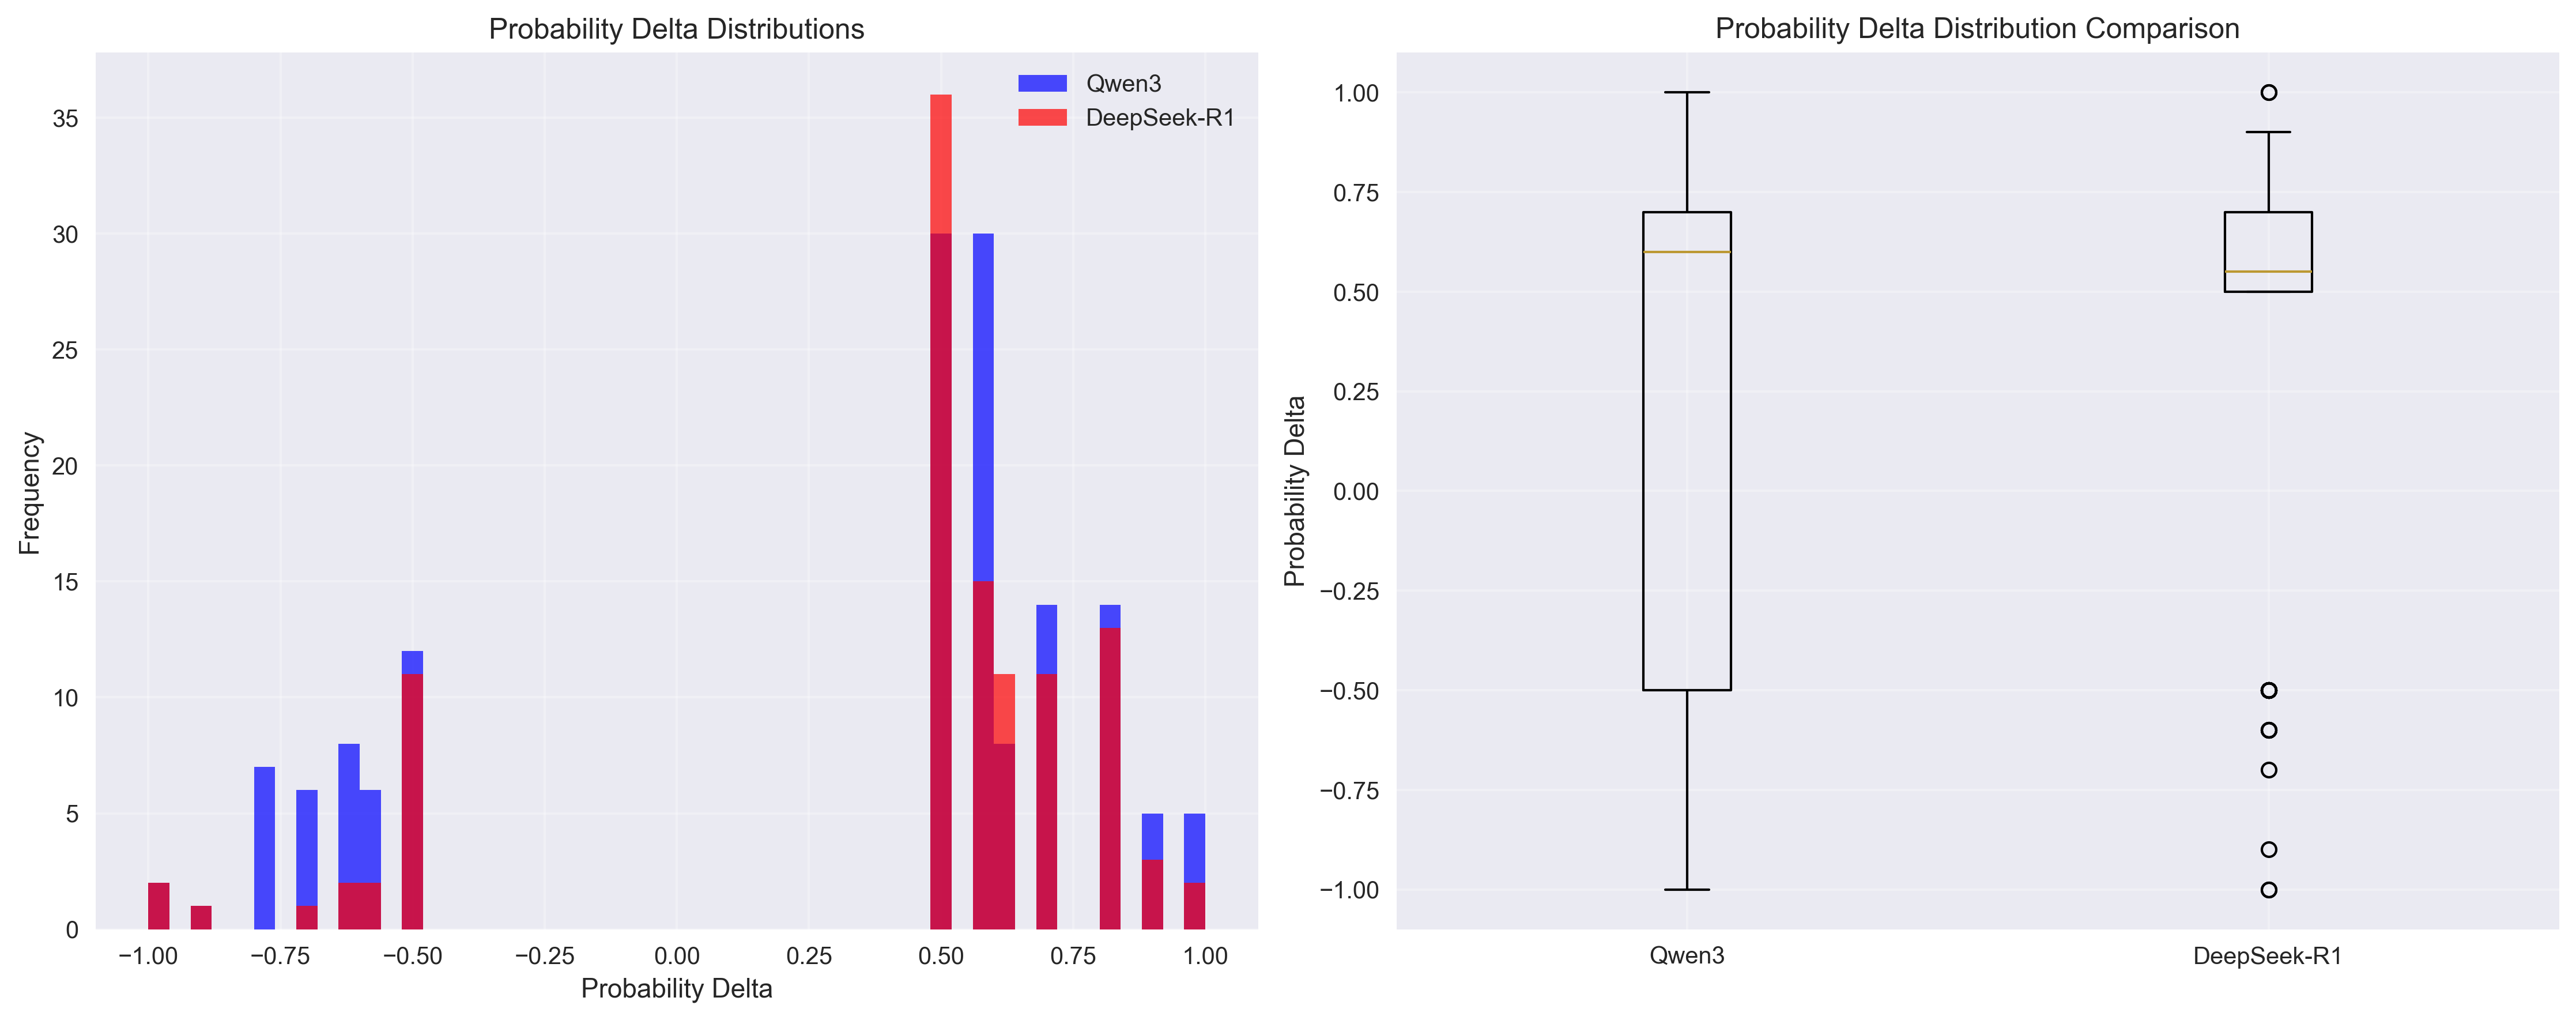 Probability Delta Distributions
Qwen3
DeepSeek-R1
35
30
25
20
15
10
5
0
Frequency
−1.00 −0.75 −0.50 −0.25 0.00 0.25 0.50 0.75 1.00
Probability Delta
Probability Delta Distribution Comparison
1.00
0.75
0.50
0.25
0.00
−0.25
−0.50
−0.75
−1.00
Probability Delta
Qwen3 DeepSeek-R1